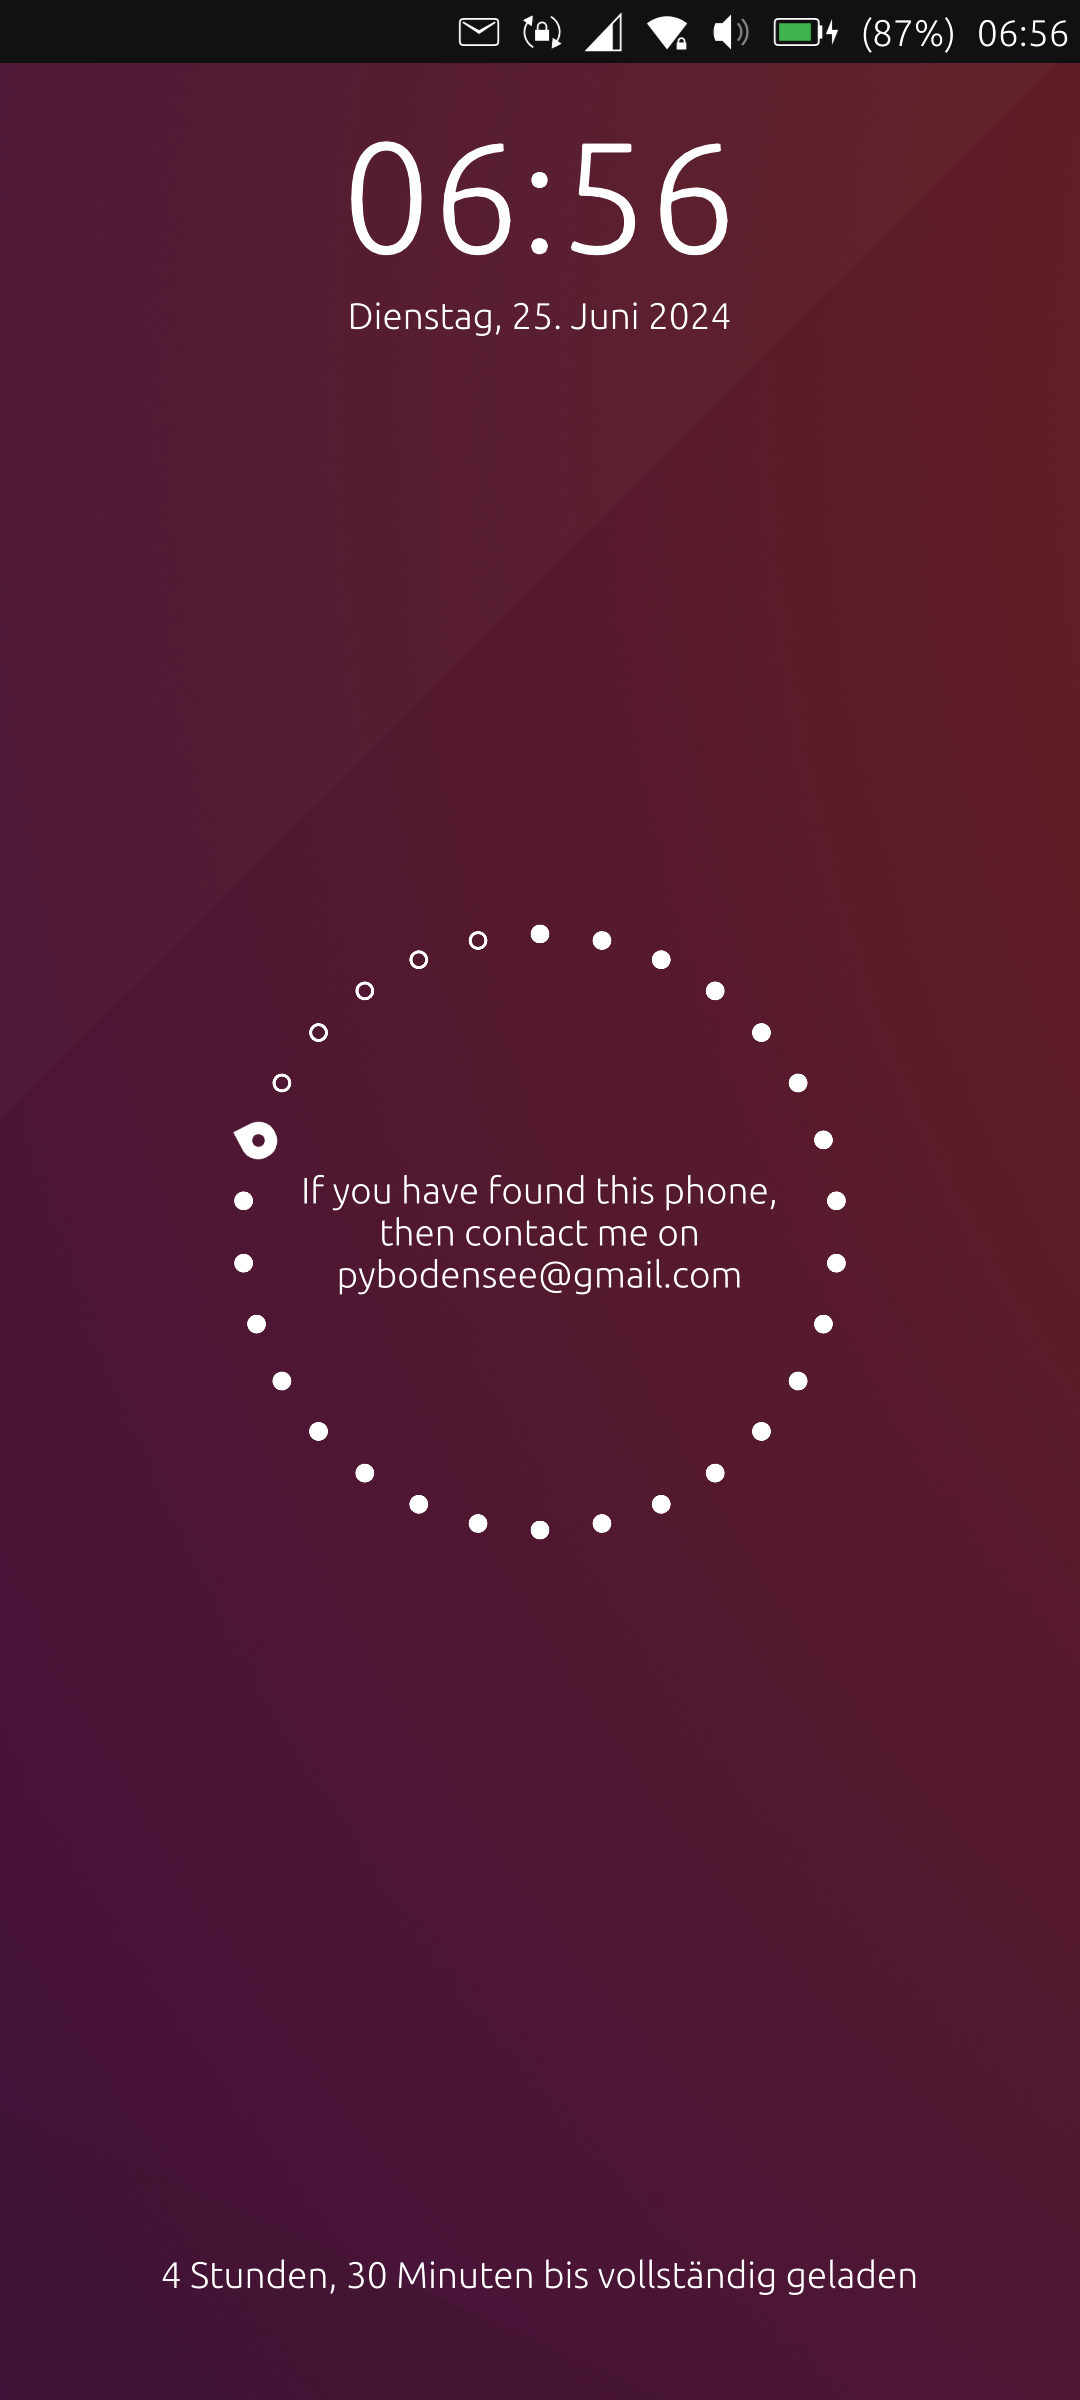 (87%) 06:56
06:56
Dienstag, 25. Juni 2024
If you have found this phone,
then contact me on
pybodensee@gmail.com
4 Stunden, 30 Minuten bis vollständig geladen